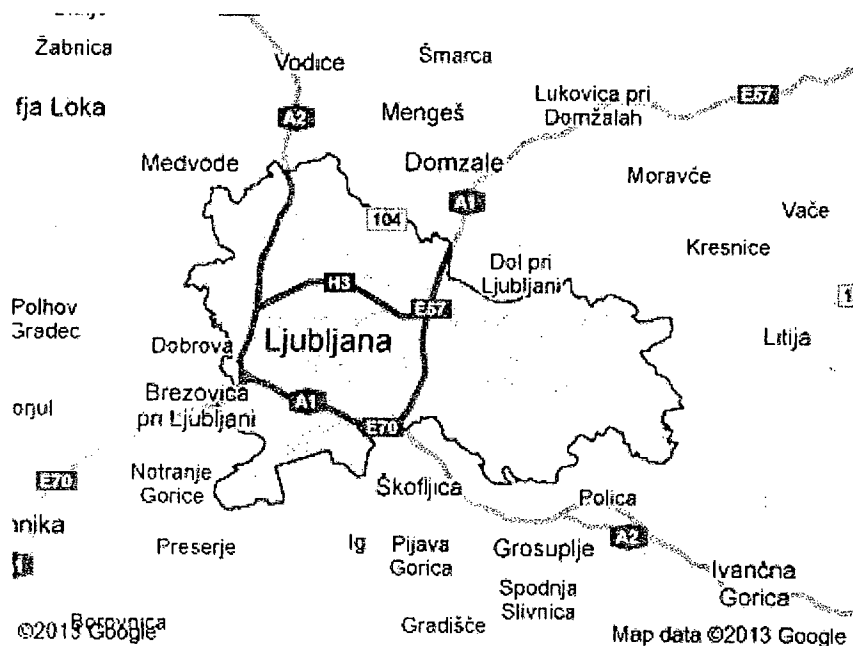 Žabnica
Vodice
Šmarca
fja Loka
A2
Mengeš
Lukovica pri
Domžalah
E57
Medvode
Domzale
Moravče
104
A1
Vače
Kresnice
Dol pri
Ljubljani
H3
E57
1
Polhov
Gradec
Dobrova
Ljubljana
Litija
Brezovica
pri Ljubljani
A1
E70
E70
Notranje
Gorice
Škofljica
Polica
Preserje
Ig
Pijava
Gorica
Grosuplje
A2
Ivančna
Gorica
Spodnja
Slivnica
Borovnica
Gradišče
©2013 Google
Map data ©2013 Google